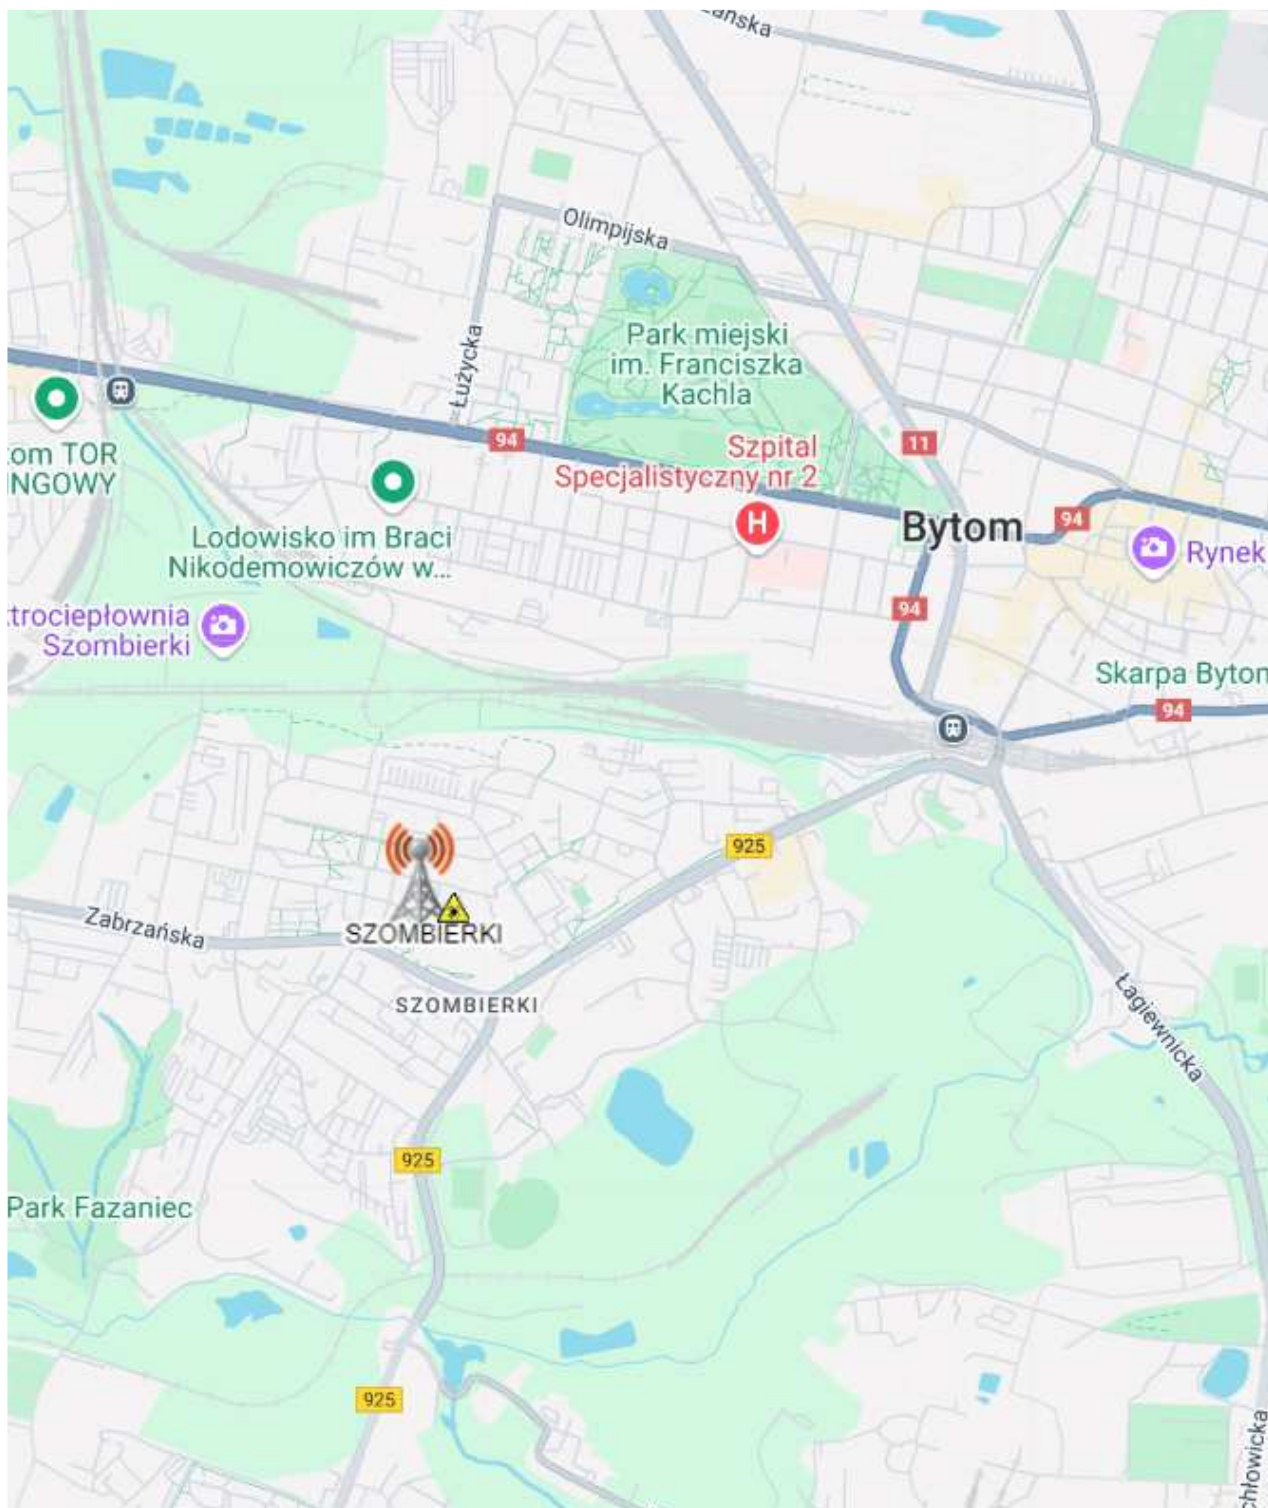 Olimpijska
Łużycka
Park miejski
im. Franciszka
Kachla
94
11
Szpital
Specjalistyczny nr 2
H
TOR
Lodowisko im Braci
Nikodemowiczów w...
Bytom
94
Rynek
94
Szombierki
Skarpa Bytom
94
925
Zabrzańska
SZOMBIERKI
SZOMBIERKI
Łagiewnicka
925
Park Fazaniec
925